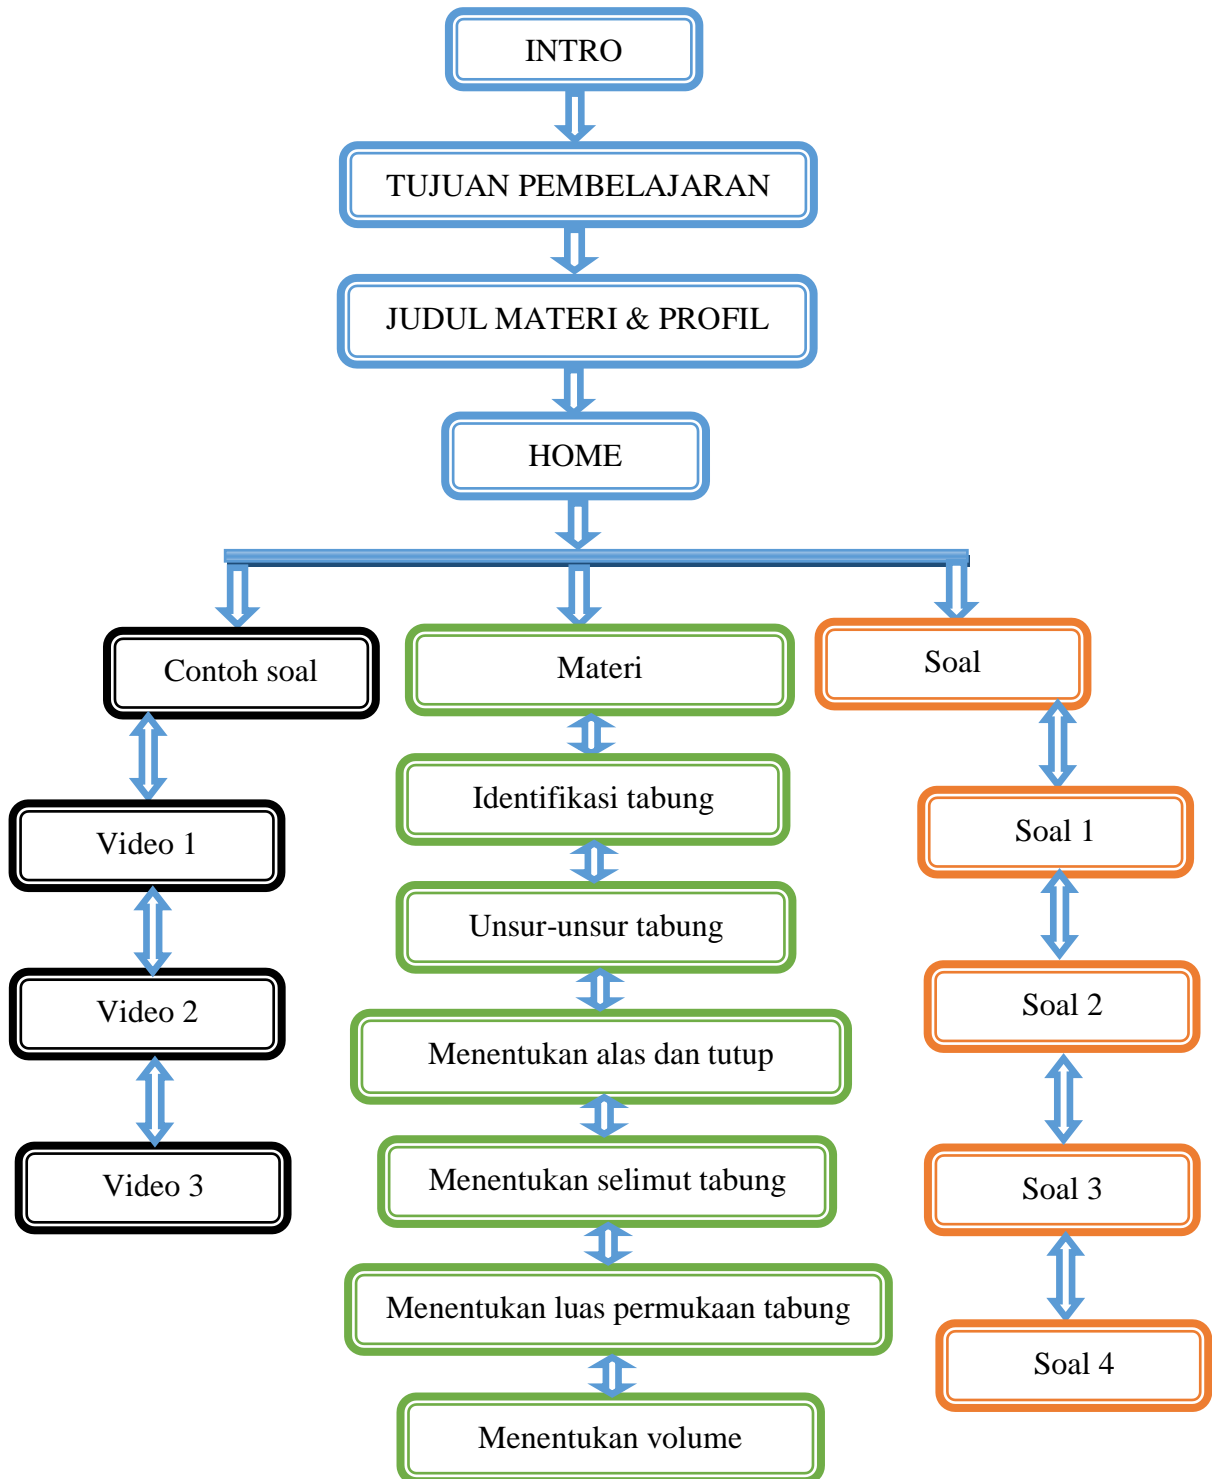 INTRO
TUJUAN PEMBELAJARAN
JUDUL MATERI & PROFIL
HOME
Contoh soal
Materi
Soal
Identifikasi tabung
Video 1
Soal 1
Unsur-unsur tabung
Video 2
Soal 2
Menentukan alas dan tutup
Video 3
Menentukan selimut tabung
Soal 3
Menentukan luas permukaan tabung
Soal 4
Menentukan volume